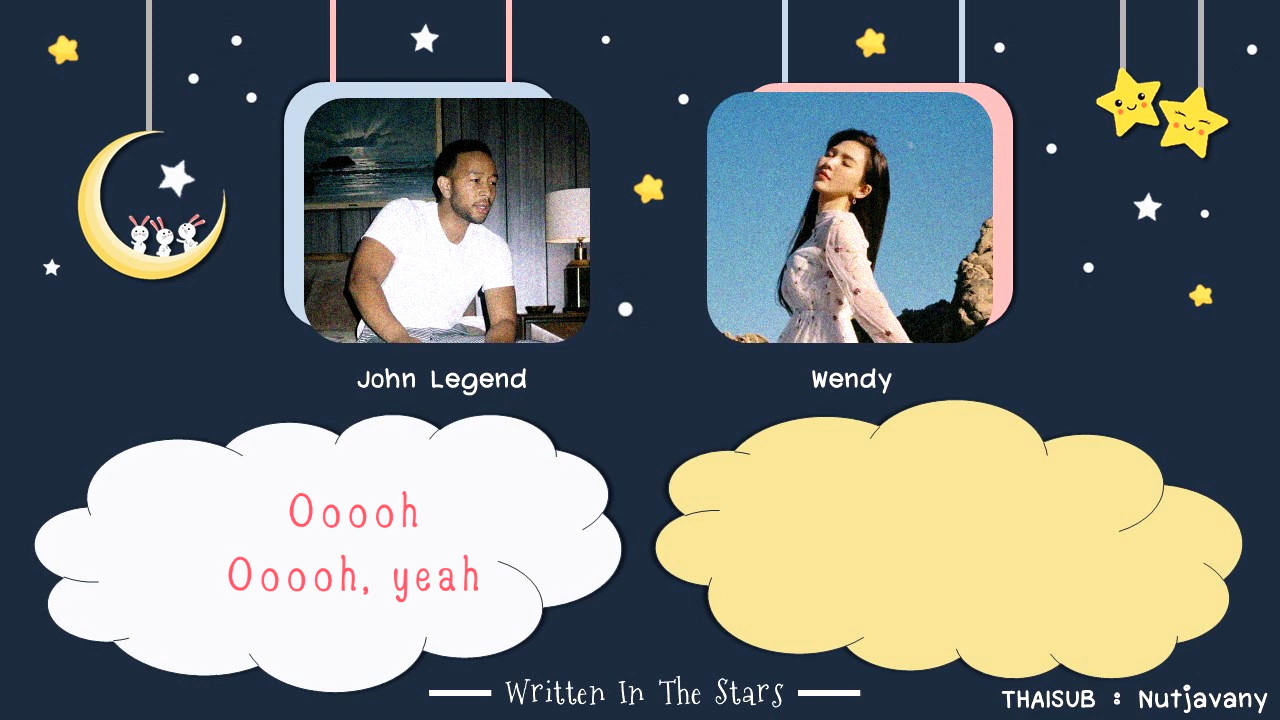 John Legend
Wendy
Ooooh
Ooooh, yeah
Written In The Stars
THAISUB : Nutjavany